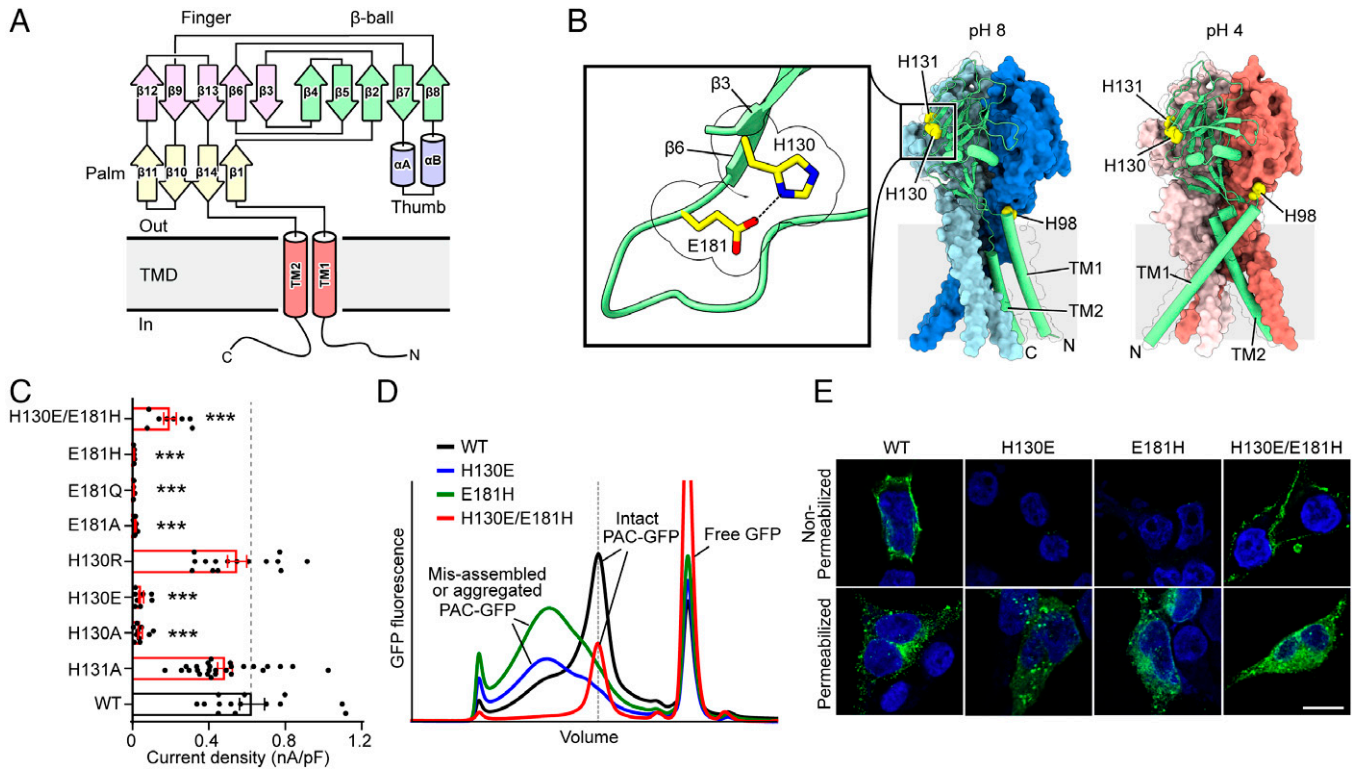 A
Finger
β-ball
β12
β9
β13
β6
β3
β4
β5
β2
β7
β8
Palm
β11
β10
β14
β1
αA
αB
Thumb
Out
TMD
TM2
TM1
In
C
N
B
β3
β6
H130
E181
pH 8
H131
H130
H98
TM1
TM2
C
N
pH 4
H131
H130
H98
TM1
N
TM2
C
H130E/E181H
***
E181H
***
E181Q
***
E181A
***
H130R
H130E
***
H130A
***
H131A
WT
0
0.4
0.8
1.2
Current density (nA/pF)
D
WT
H130E
E181H
H130E/E181H
Intact
PAC-GFP
Free GFP
Mis-assembled
or aggregated
PAC-GFP
GFP fluorescence
Volume
E
WT
H130E
E181H
H130E/E181H
Non-
Permeabilized
Permeabilized